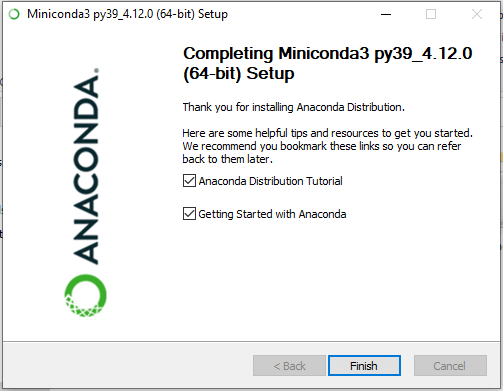 Miniconda3 py39_4.12.0 (64-bit) Setup
ANACONDA.
Completing Miniconda3 py39_4.12.0
(64-bit) Setup
Thank you for installing Anaconda Distribution.
Here are some helpful tips and resources to get you started.
We recommend you bookmark these links so you can refer
back to them later.
Anaconda Distribution Tutorial
Getting Started with Anaconda
< Back
Finish
Cancel